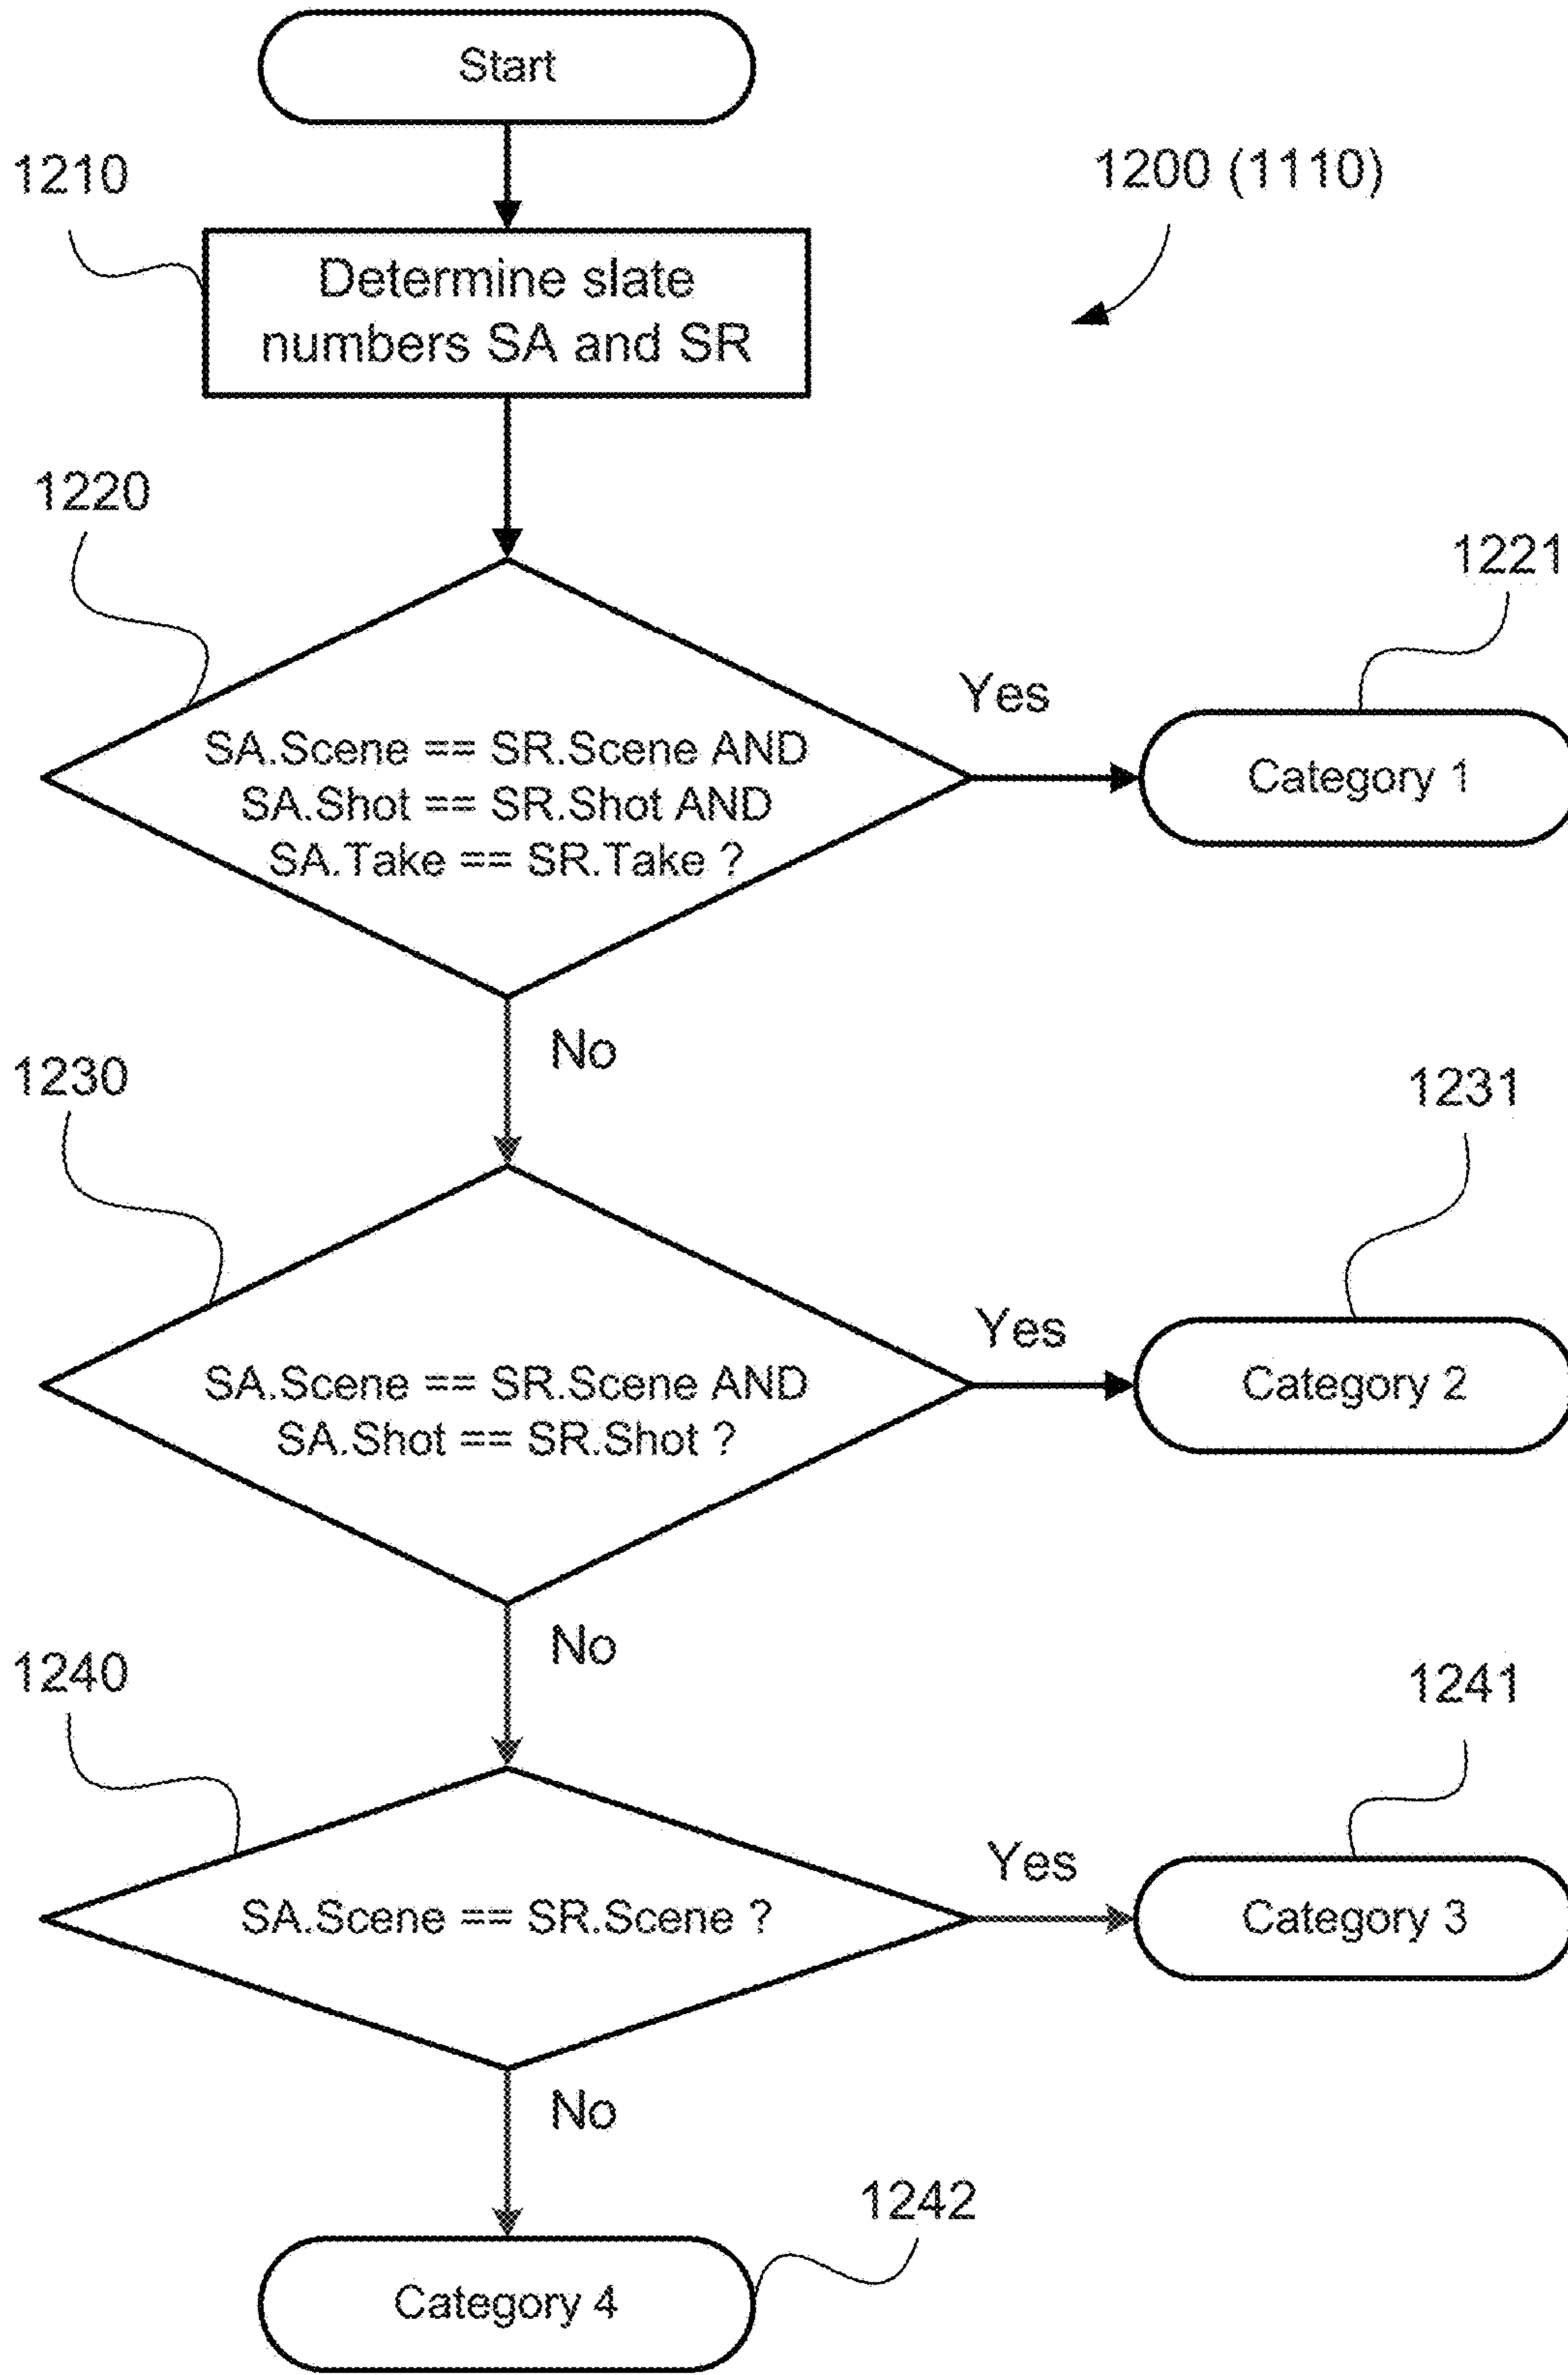 Start
1210
1200 (1110)
Determine slate
numbers SA and SR
1220
1221
Yes
SA.Scene == SR.Scene AND
SA.Shot == SR.Shot AND
SA.Take == SR.Take ?
Category 1
No
1230
1231
Yes
SA.Scene == SR.Scene AND
SA.Shot == SR.Shot ?
Category 2
No
1240
1241
Yes
SA.Scene == SR.Scene ?
Category 3
No
1242
Category 4